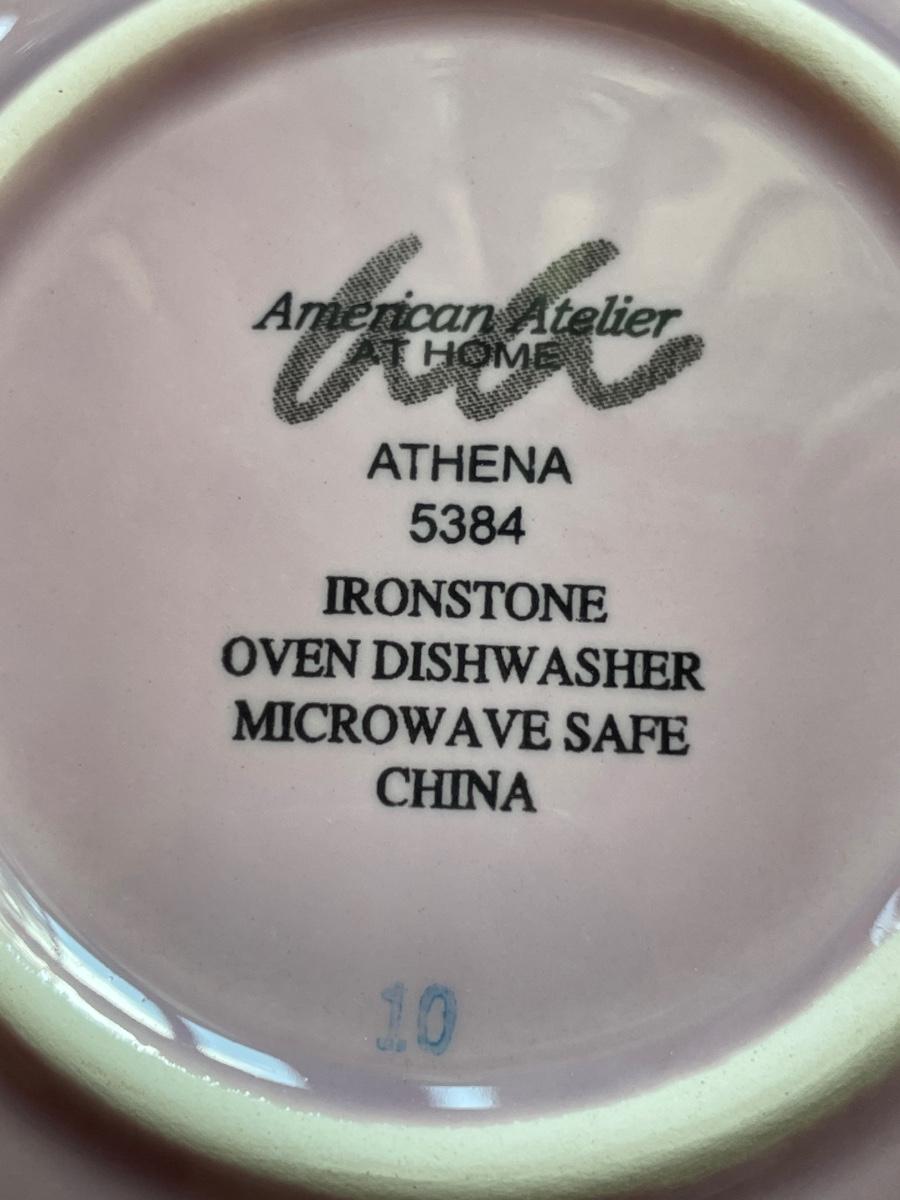 American Atelier
AT HOME
ATHENA
5384
IRONSTONE
OVEN DISHWASHER
MICROWAVE SAFE
CHINA
10